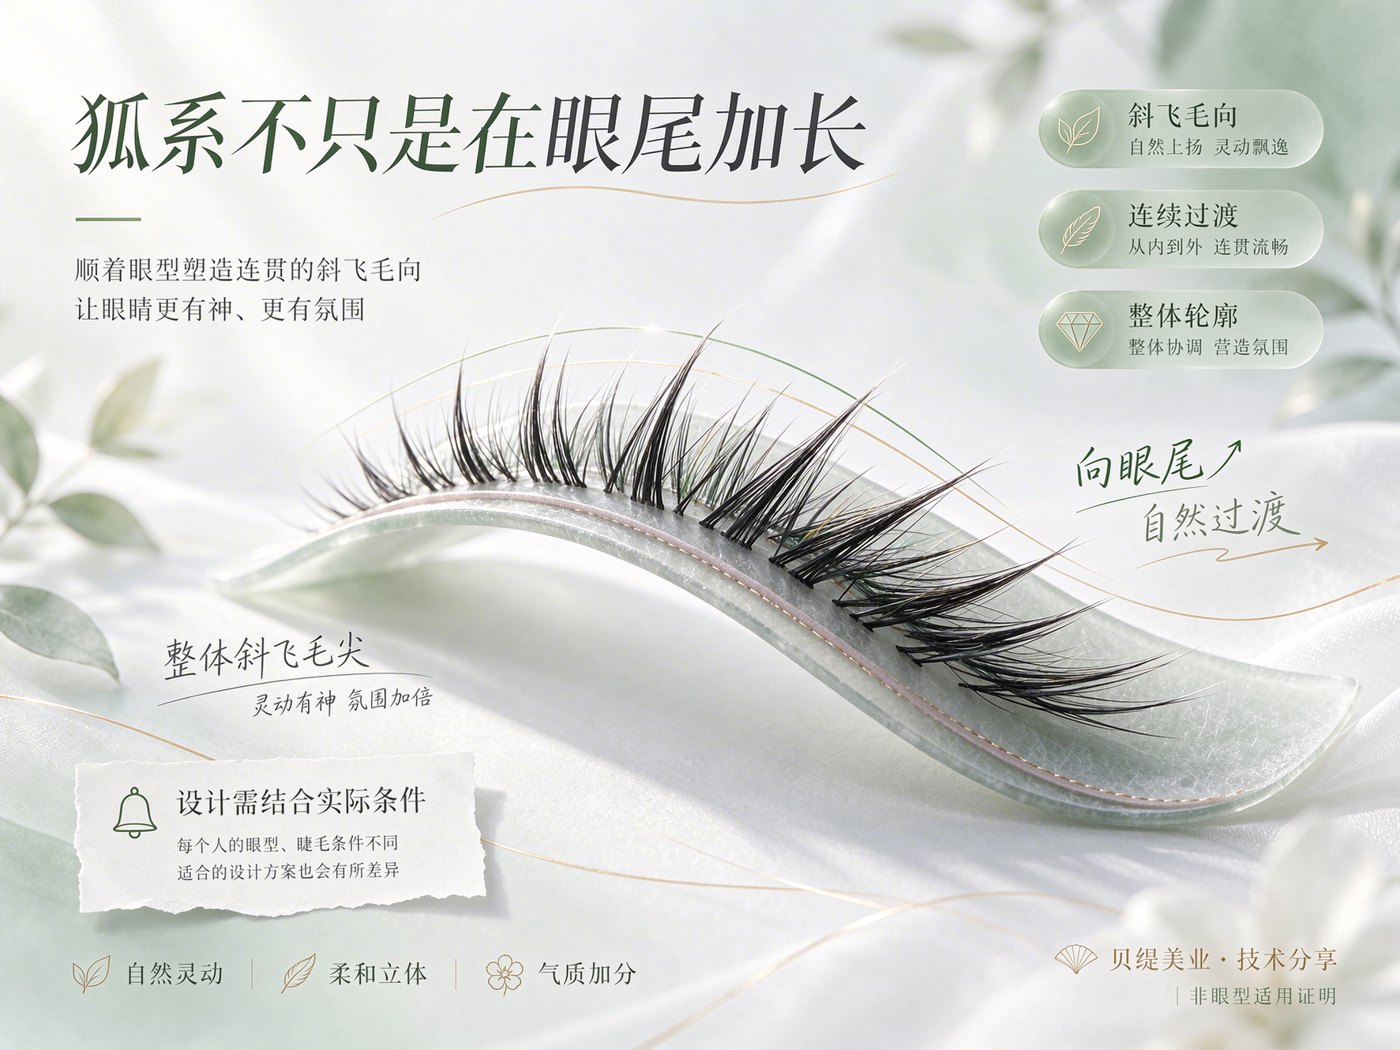 狐系不只是在眼尾加长
顺着眼型塑造连贯的斜飞毛向
让眼睛更有神、更有氛围
斜飞毛向
自然上扬 灵动飘逸
连续过渡
从内到外 连贯流畅
整体轮廓
整体协调 营造氛围
向眼尾
自然过渡
整体斜飞毛尖
灵动有神 氛围加倍
设计需结合实际条件
每个人的眼型、睫毛条件不同
适合的设计方案也会有所差异
自然灵动
柔和立体
气质加分
贝缇美业·技术分享
非眼型适用证明